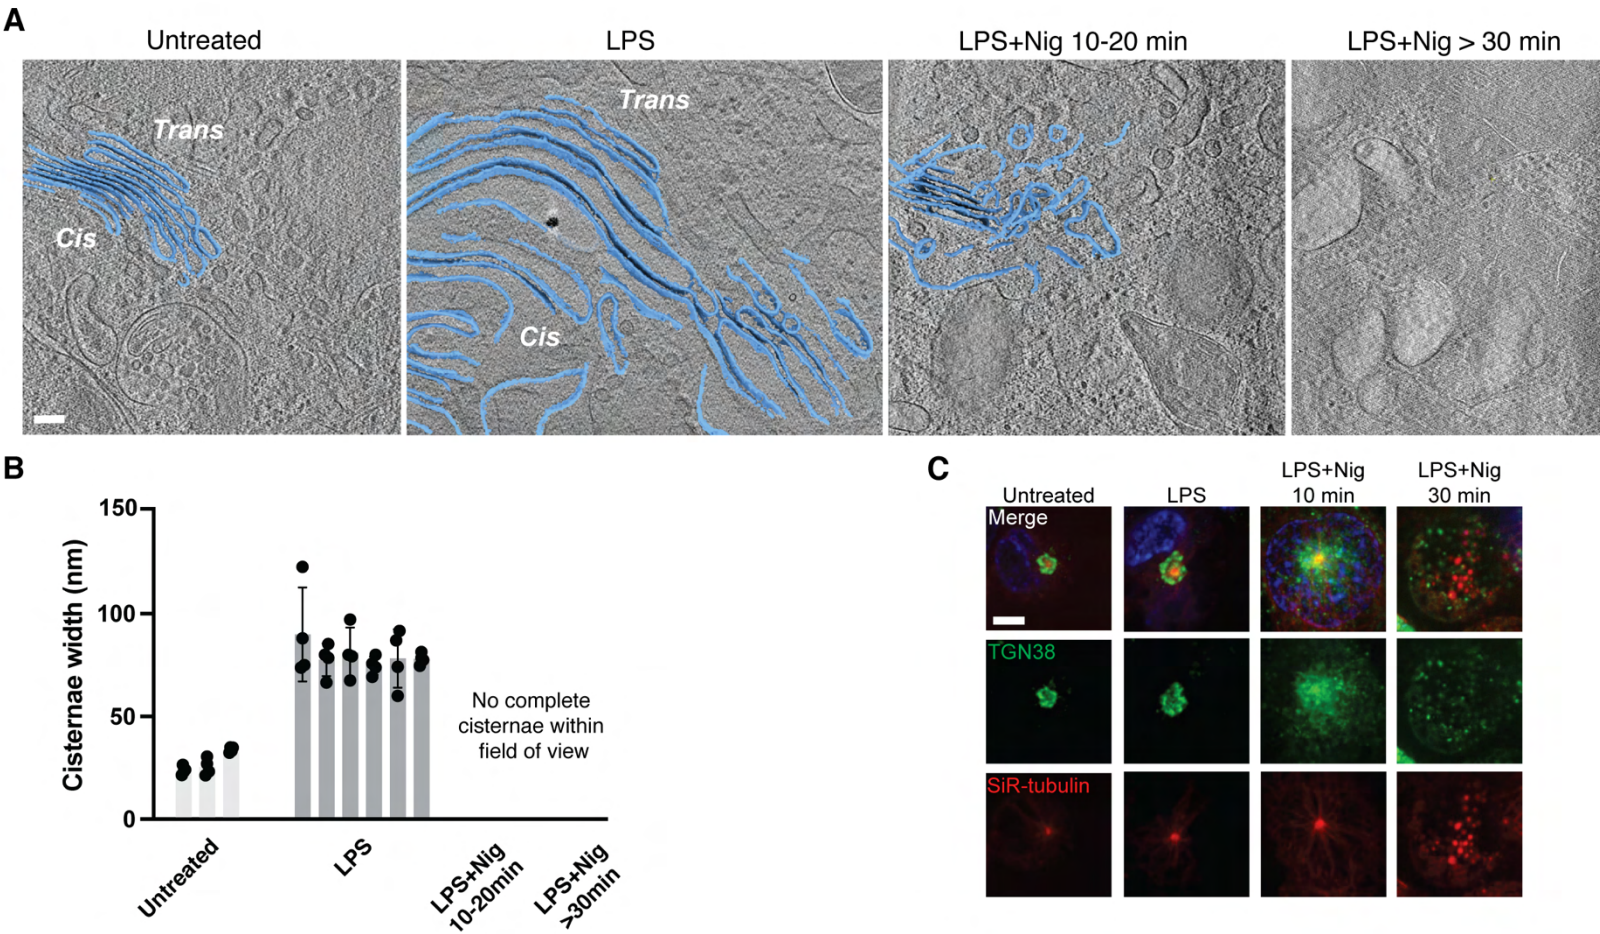 A
Untreated
LPS
LPS+Nig 10-20 min
LPS+Nig > 30 min
Trans
Cis
Trans
Cis
B
Cisternae width (nm)
150
100
50
0
No complete
cisternae within
field of view
Untreated
LPS
LPS+Nig
10-20min
LPS+Nig
>30min
C
Untreated
LPS
LPS+Nig
10 min
LPS+Nig
30 min
Merge
TGN38
SiR-tubulin